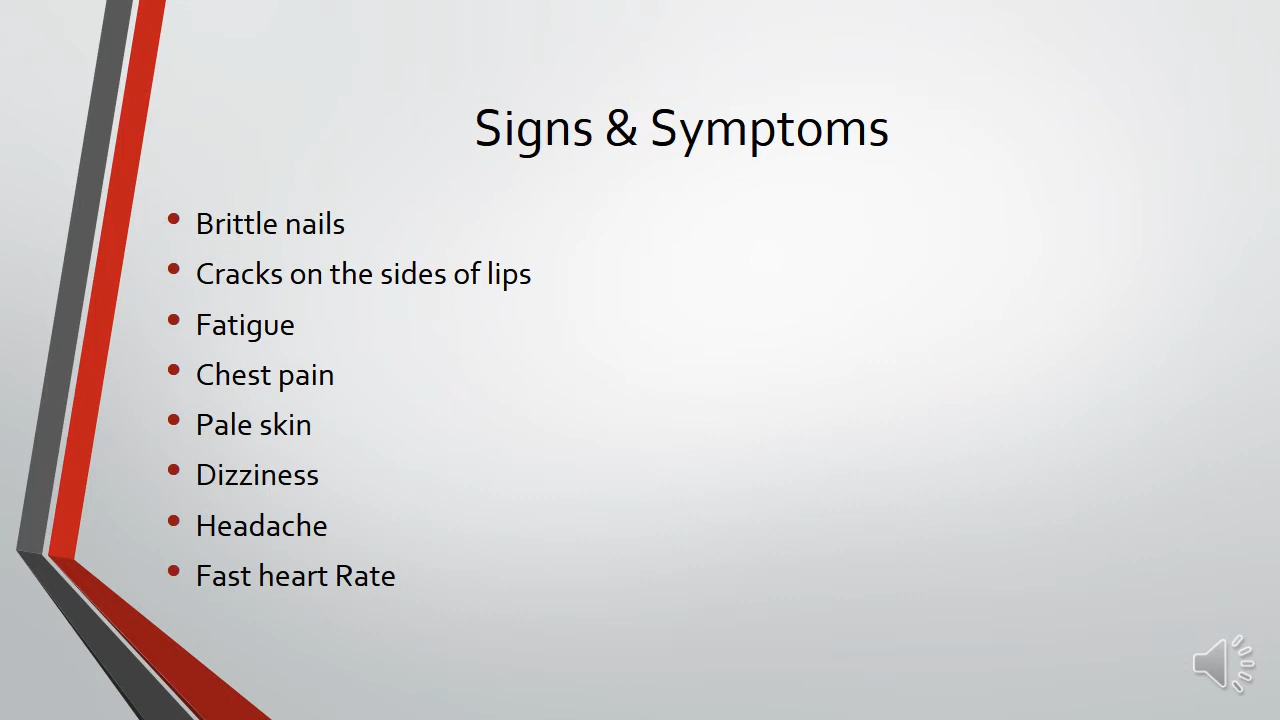 Signs & Symptoms
• Brittle nails
• Cracks on the sides of lips
• Fatigue
• Chest pain
• Pale skin
• Dizziness
• Headache
• Fast heart Rate